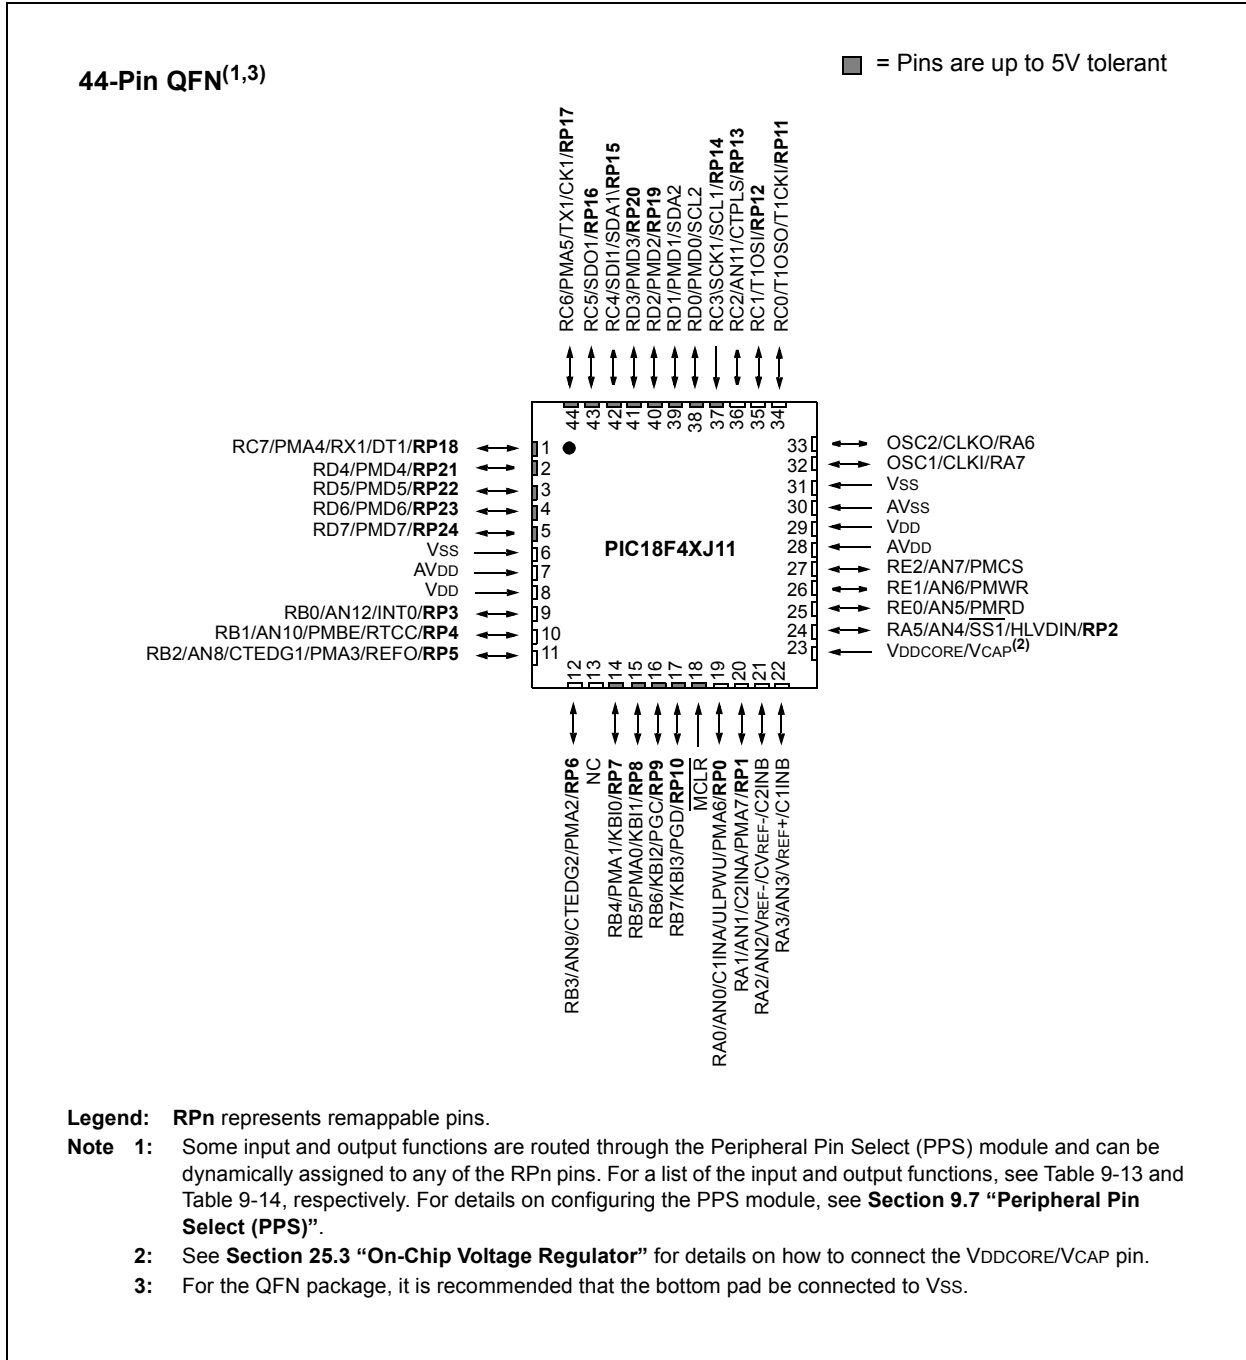 44-Pin QFN(1,3)
= Pins are up to 5V tolerant
RC6/PMA5/TX1/CK1/RP17
RC5/SDO1/RP16
RC4/SDI1/SDA1\RP15
RD3/PMD3/RP20
RD2/PMD2/RP19
RD1/PMD1/SDA2
RD0/PMD0/SCL2
RC3\SCK1/SCL1/RP14
RC2/AN11/CTPLS/RP13
RC1/T1OSI/RP12
RC0/T1OSO/T1CKI/RP11
44 43 42 41 40 39 38 37 36 35 34
RC7/PMA4/RX1/DT1/RP18 1
RD4/PMD4/RP21 2
RD5/PMD5/RP22 3
RD6/PMD6/RP23 4
RD7/PMD7/RP24 5
VSS 6
AVDD 7
VDD 8
RB0/AN12/INT0/RP3 9
RB1/AN10/PMBE/RTCC/RP4 10
RB2/AN8/CTEDG1/PMA3/REFO/RP5 11
PIC18F4XJ11
33 OSC2/CLKO/RA6
32 OSC1/CLKI/RA7
31 VSS
30 AVSS
29 VDD
28 AVDD
27 RE2/AN7/PMCS
26 RE1/AN6/PMWR
25 RE0/AN5/PMRD
24 RA5/AN4/SS1/HLVDIN/RP2
23 VDDCORE/VCAP(2)
12 13 14 15 16 17 18 19 20 21 22
RB3/AN9/CTEDG2/PMA2/RP6
NC
RB4/PMA1/KBI0/RP7
RB5/PMA0/KBI1/RP8
RB6/KBI2/PGC/RP9
RB7/KBI3/PGD/RP10
MCLR
RA0/AN0/C1INA/ULPWU/PMA6/RP0
RA1/AN1/C2INA/PMA7/RP1
RA2/AN2/VREF-/CVREF-/C2INB
RA3/AN3/VREF+/C1INB
Legend: RPn represents remappable pins.
Note 1: Some input and output functions are routed through the Peripheral Pin Select (PPS) module and can be
dynamically assigned to any of the RPn pins. For a list of the input and output functions, see Table 9-13 and
Table 9-14, respectively. For details on configuring the PPS module, see Section 9.7 “Peripheral Pin
Select (PPS)”.
2: See Section 25.3 “On-Chip Voltage Regulator” for details on how to connect the VDDCORE/VCAP pin.
3: For the QFN package, it is recommended that the bottom pad be connected to VSS.